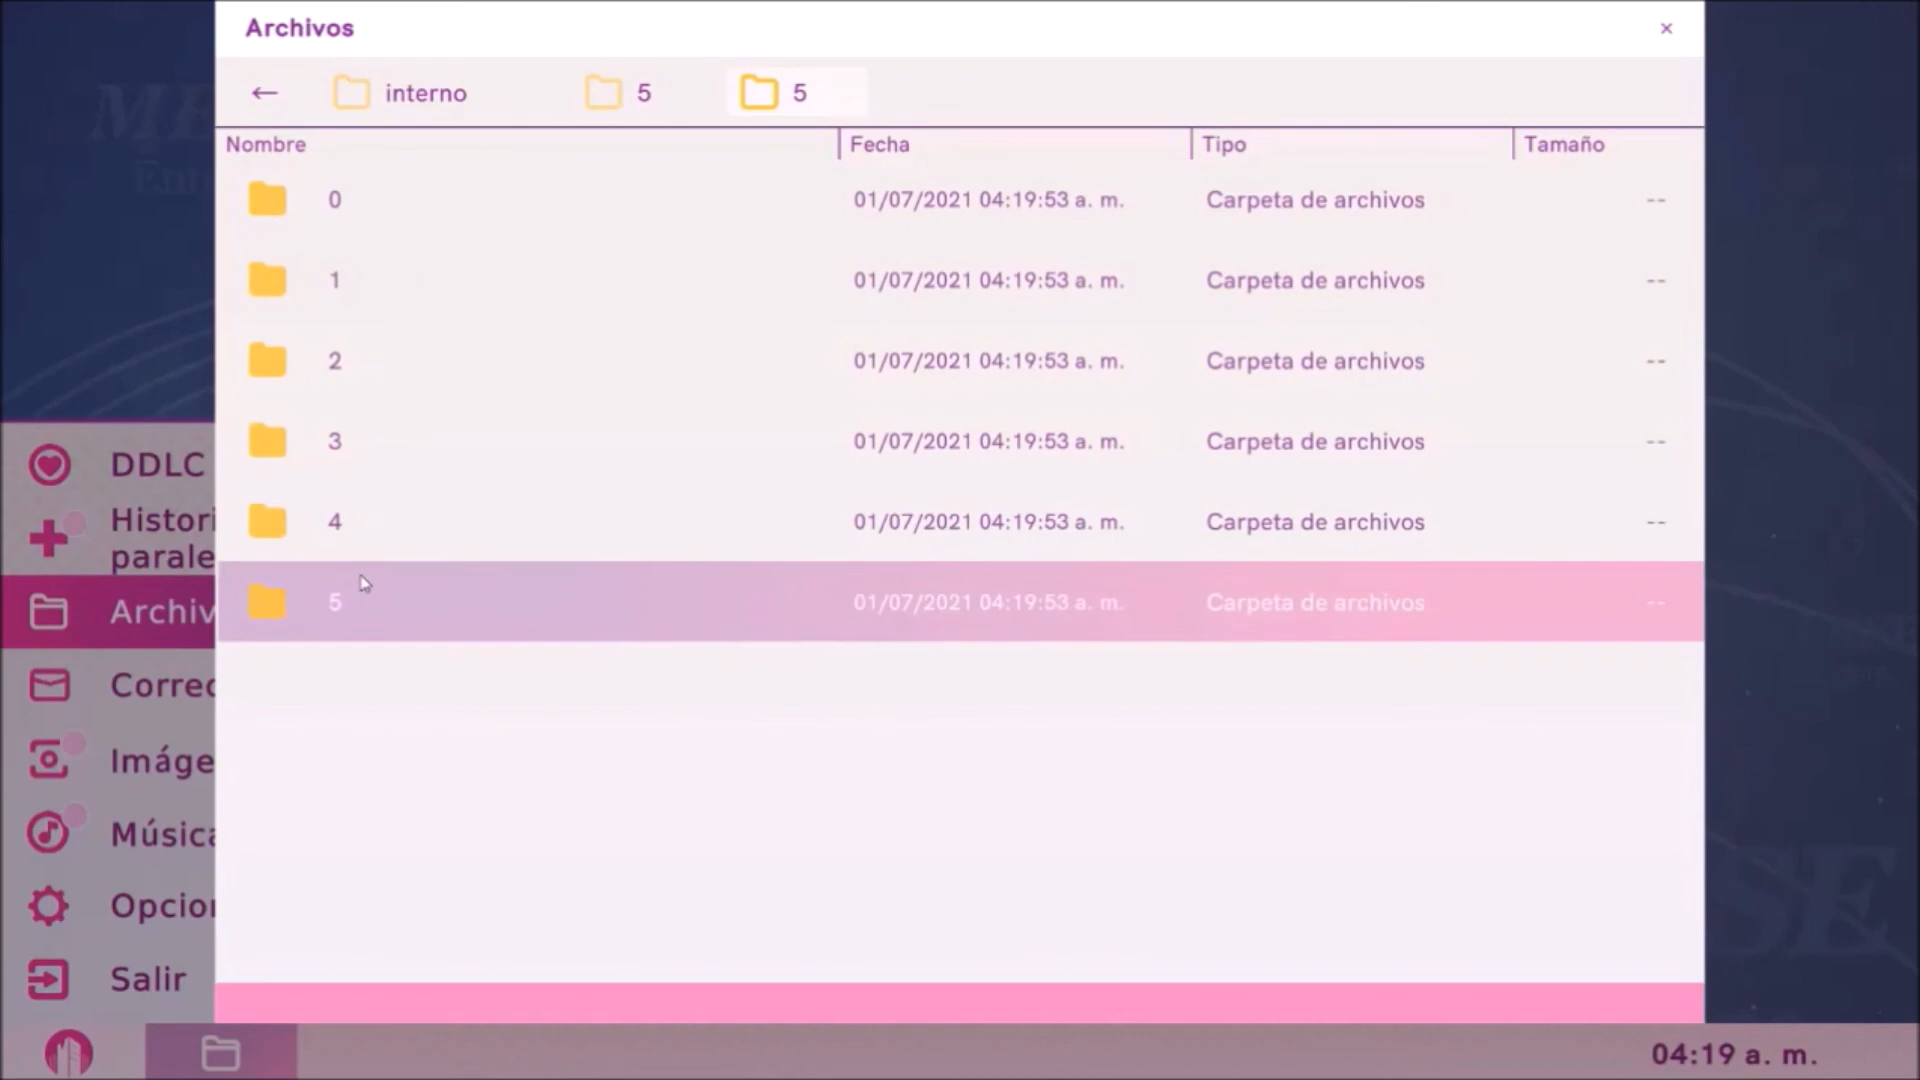 Archivos
×
← interno 5 5
Nombre Fecha Tipo Tamaño
0 01/07/2021 04:19:53 a. m. Carpeta de archivos --
1 01/07/2021 04:19:53 a. m. Carpeta de archivos --
2 01/07/2021 04:19:53 a. m. Carpeta de archivos --
3 01/07/2021 04:19:53 a. m. Carpeta de archivos --
4 01/07/2021 04:19:53 a. m. Carpeta de archivos --
5 01/07/2021 04:19:53 a. m. Carpeta de archivos --
DDLC
Histori
parale
Archiv
Correo
Imáge
Música
Opcion
Salir
04:19 a. m.